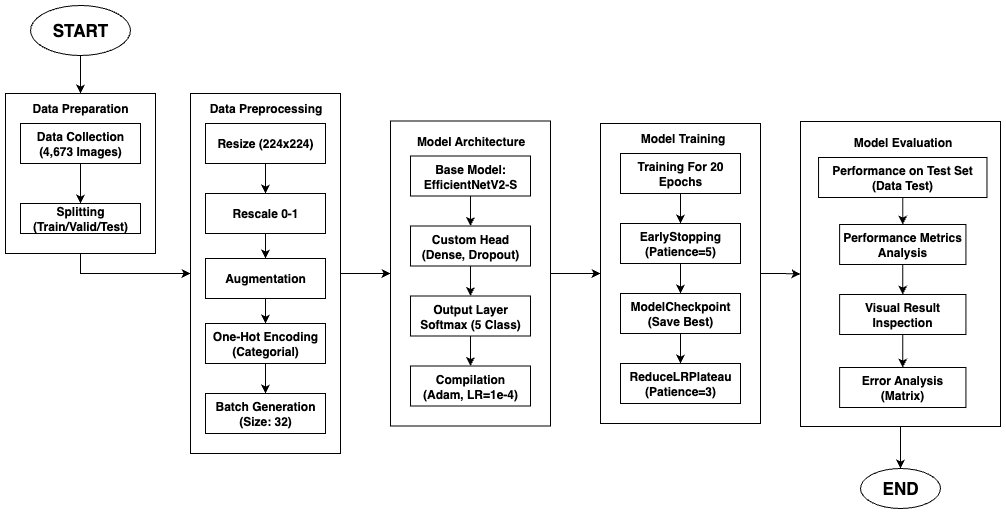 START
Data Preparation
Data Collection
(4,673 Images)
Splitting
(Train/Valid/Test)
Data Preprocessing
Resize (224x224)
Rescale 0-1
Augmentation
One-Hot Encoding
(Categorial)
Batch Generation
(Size: 32)
Model Architecture
Base Model:
EfficientNetV2-S
Custom Head
(Dense, Dropout)
Output Layer
Softmax (5 Class)
Compilation
(Adam, LR=1e-4)
Model Training
Training For 20
Epochs
EarlyStopping
(Patience=5)
ModelCheckpoint
(Save Best)
ReduceLRPlateau
(Patience=3)
Model Evaluation
Performance on Test Set
(Data Test)
Performance Metrics
Analysis
Visual Result
Inspection
Error Analysis
(Matrix)
END